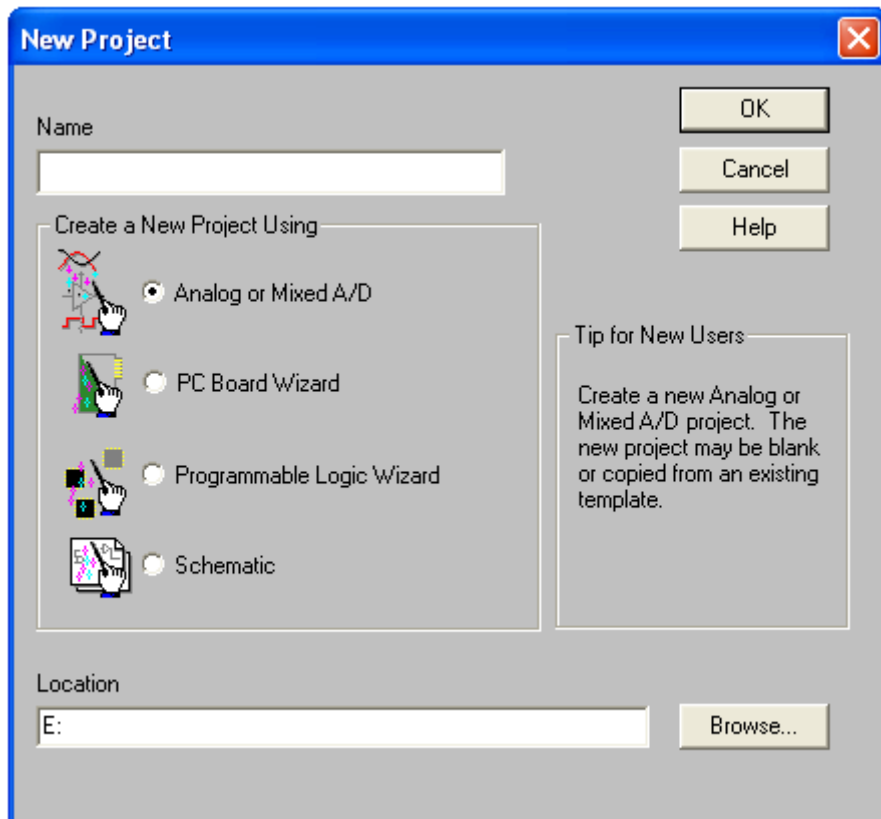 New Project
Name
OK
Cancel
Help
Create a New Project Using
Analog or Mixed A/D
PC Board Wizard
Programmable Logic Wizard
Schematic
Tip for New Users
Create a new Analog or
Mixed A/D project.  The
new project may be blank
or copied from an existing
template.
Location
E:
Browse...